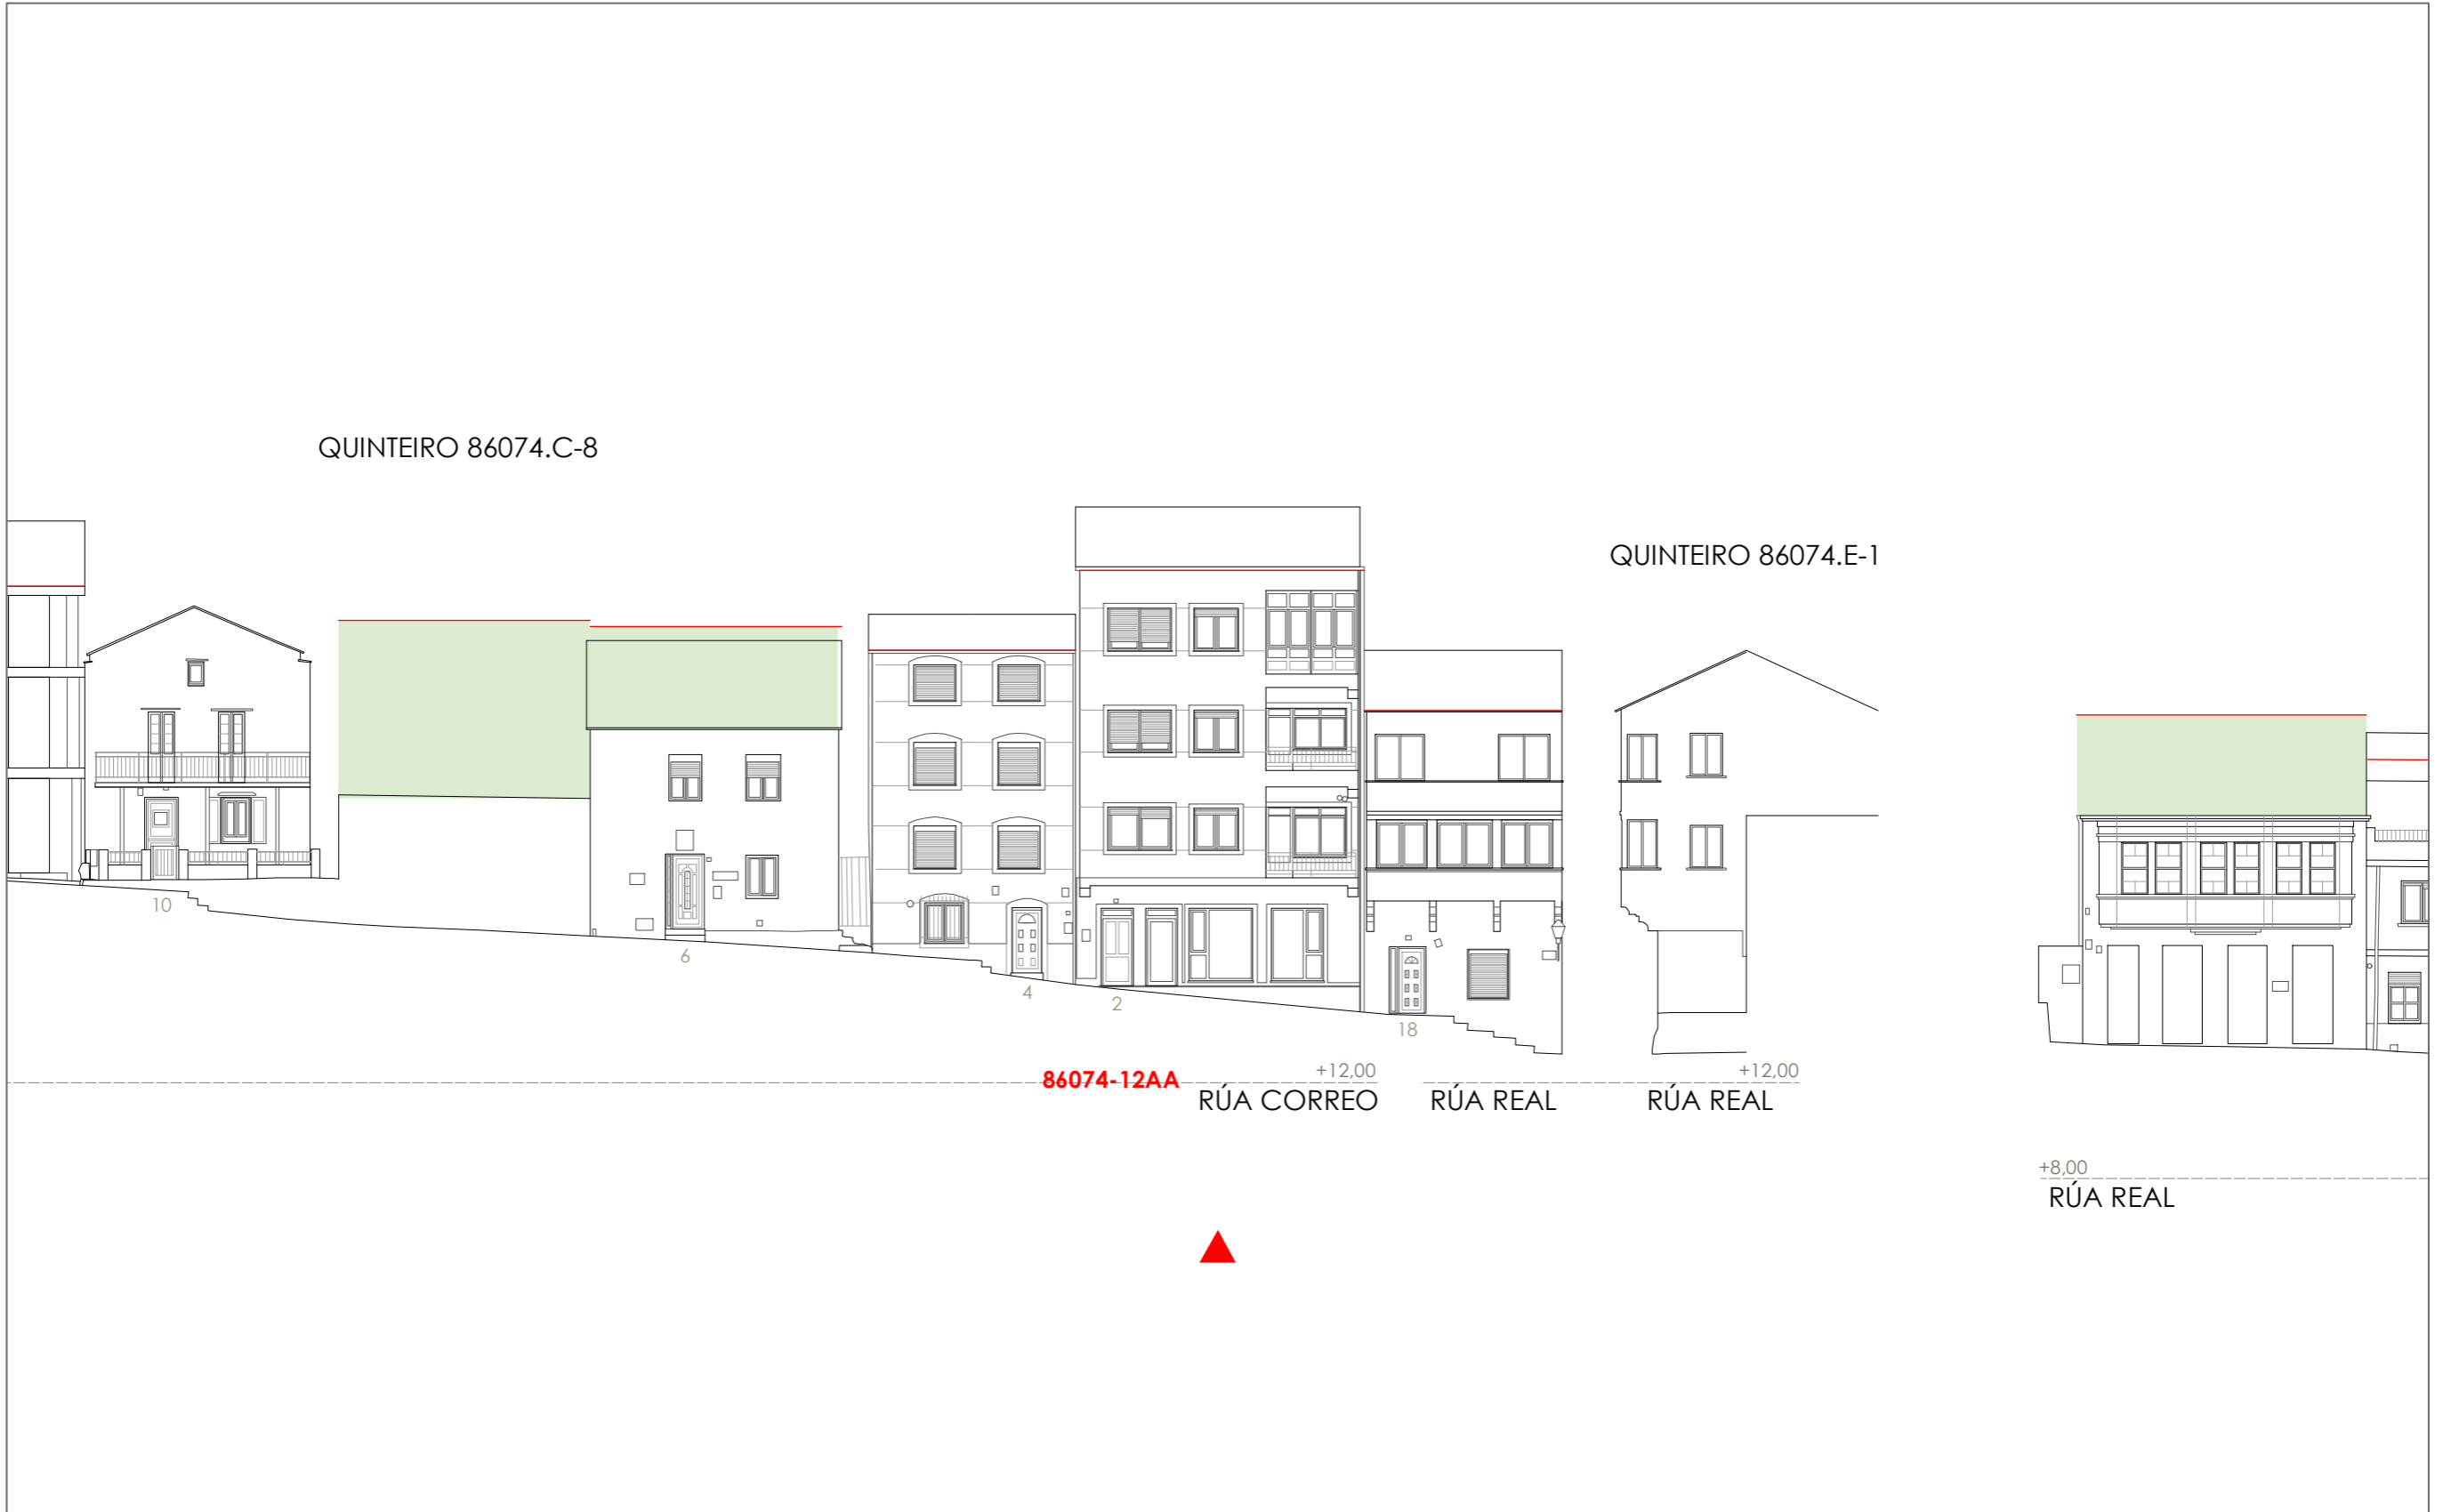 QUINTEIRO 86074.C-8
QUINTEIRO 86074.E-1
10
6
4
2
18
86074-12AA
+12,00
RÚA CORREO
RÚA REAL
+12,00
RÚA REAL
+8,00
RÚA REAL